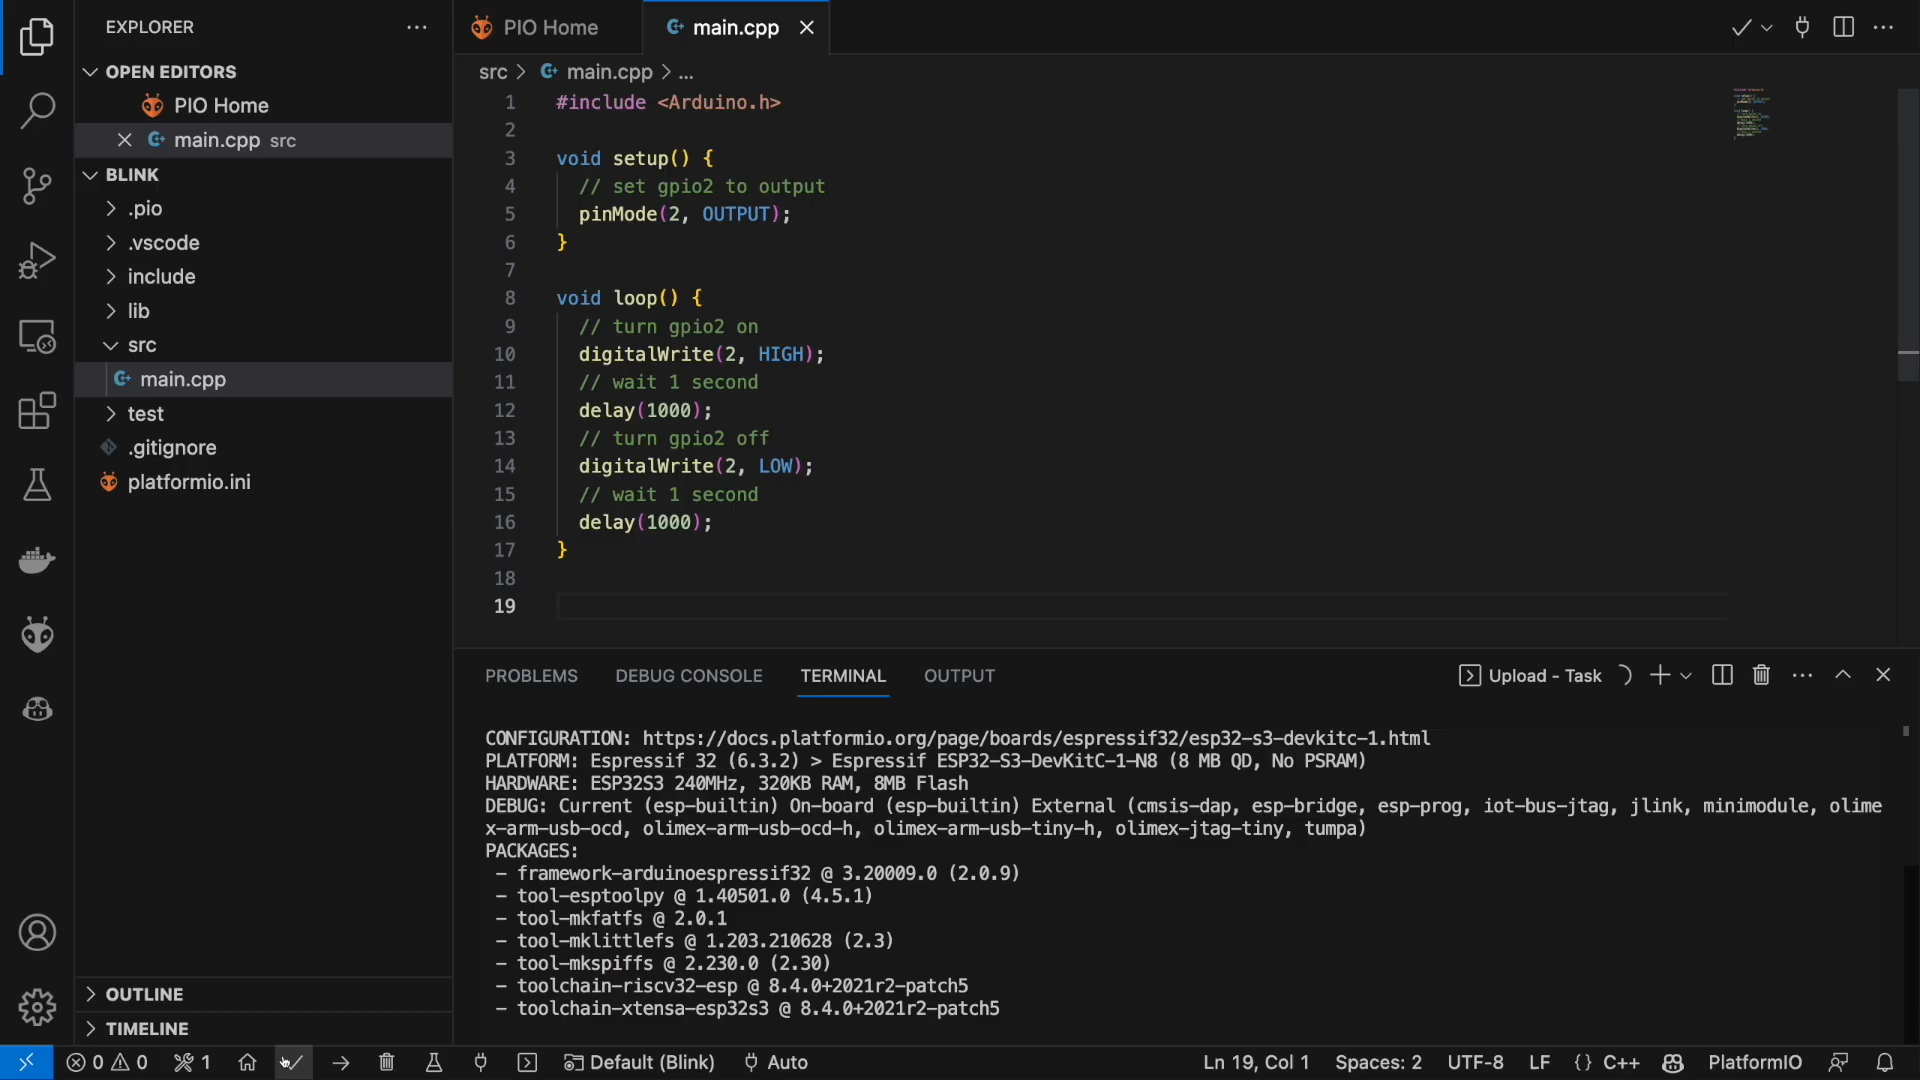 EXPLORER
OPEN EDITORS
PIO Home
main.cpp src
BLINK
.pio
.vscode
include
lib
src
main.cpp
test
.gitignore
platformio.ini
OUTLINE
TIMELINE
PIO Home
main.cpp
src > main.cpp > ...
1 #include <Arduino.h>
2
3 void setup() {
4 // set gpio2 to output
5 pinMode(2, OUTPUT);
6 }
7
8 void loop() {
9 // turn gpio2 on
10 digitalWrite(2, HIGH);
11 // wait 1 second
12 delay(1000);
13 // turn gpio2 off
14 digitalWrite(2, LOW);
15 // wait 1 second
16 delay(1000);
17 }
18
19
PROBLEMS DEBUG CONSOLE TERMINAL OUTPUT Upload - Task
CONFIGURATION: https://docs.platformio.org/page/boards/espressif32/esp32-s3-devkitc-1.html
PLATFORM: Espressif 32 (6.3.2) > Espressif ESP32-S3-DevKitC-1-N8 (8 MB QD, No PSRAM)
HARDWARE: ESP32S3 240MHz, 320KB RAM, 8MB Flash
DEBUG: Current (esp-builtin) On-board (esp-builtin) External (cmsis-dap, esp-bridge, esp-prog, iot-bus-jtag, jlink, minimodule, olime
x-arm-usb-ocd, olimex-arm-usb-ocd-h, olimex-arm-usb-tiny-h, olimex-jtag-tiny, tumpa)
PACKAGES:
- framework-arduinoespressif32 @ 3.20009.0 (2.0.9)
- tool-esptoolpy @ 1.40501.0 (4.5.1)
- tool-mkfatfs @ 2.0.1
- tool-mklittlefs @ 1.203.210628 (2.3)
- tool-mkspiffs @ 2.230.0 (2.30)
- toolchain-riscv32-esp @ 8.4.0+2021r2-patch5
- toolchain-xtensa-esp32s3 @ 8.4.0+2021r2-patch5
0 0 1 Default (Blink) Auto Ln 19, Col 1 Spaces: 2 UTF-8 LF {} C++ PlatformIO